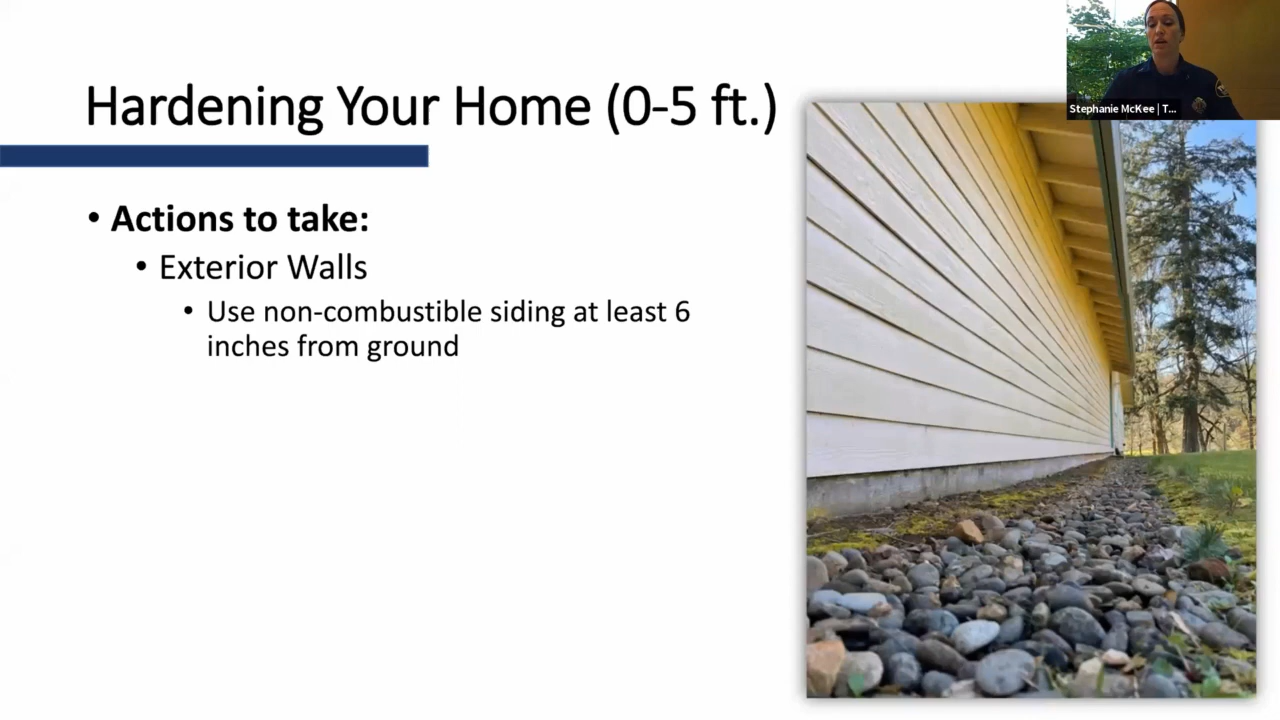 Hardening Your Home (0-5 ft.)
Stephanie McKee | T...
• Actions to take:
• Exterior Walls
• Use non-combustible siding at least 6
inches from ground